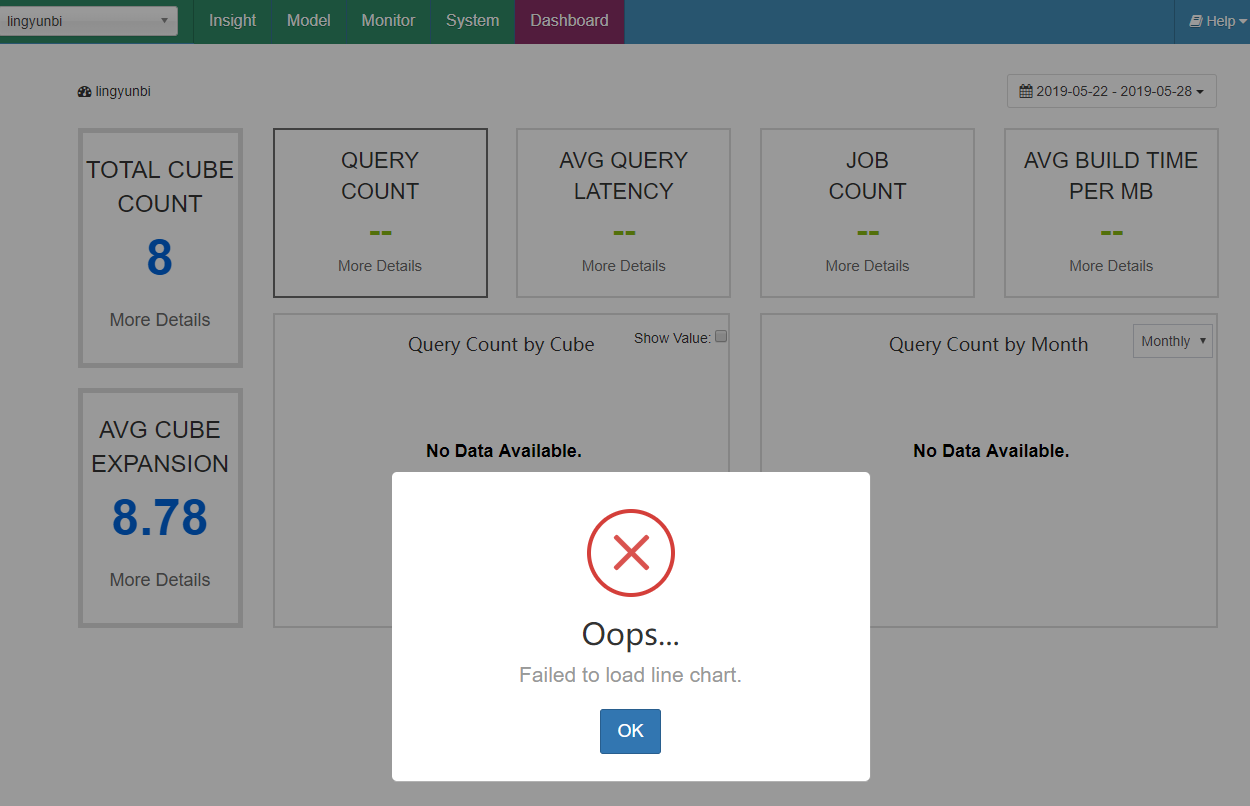 lingyunbi
Insight
Model
Monitor
System
Dashboard
Help
lingyunbi
2019-05-22 - 2019-05-28
TOTAL CUBE
COUNT
8
More Details
QUERY
COUNT
--
More Details
AVG QUERY
LATENCY
--
More Details
JOB
COUNT
--
More Details
AVG BUILD TIME
PER MB
--
More Details
AVG CUBE
EXPANSION
8.78
More Details
Query Count by Cube
Show Value:
No Data Available.
Query Count by Month
Monthly
No Data Available.
Oops...
Failed to load line chart.
OK